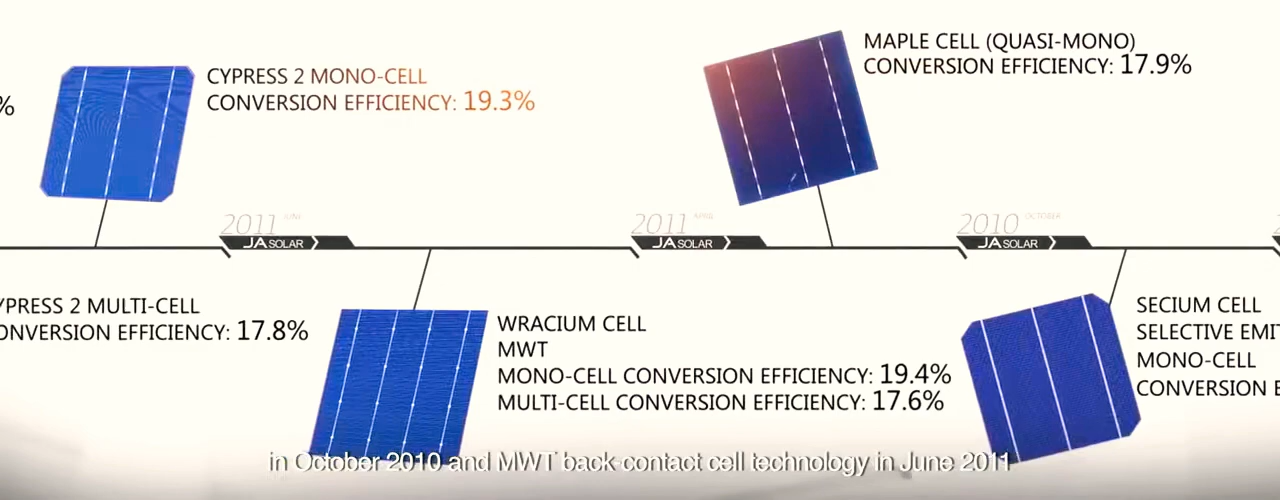 MAPLE CELL (QUASI-MONO)
CONVERSION EFFICIENCY: 17.9%
CYPRESS 2 MONO-CELL
CONVERSION EFFICIENCY: 19.3%
%
2011 JUNE
JA SOLAR
2011 APRIL
JA SOLAR
2010 OCTOBER
JA SOLAR
YPRESS 2 MULTI-CELL
ONVERSION EFFICIENCY: 17.8%
WRACIUM CELL
MWT
MONO-CELL CONVERSION EFFICIENCY: 19.4%
MULTI-CELL CONVERSION EFFICIENCY: 17.6%
SECIUM CELL
SELECTIVE EMIT
MONO-CELL
CONVERSION E
in October 2010 and MWT back-contact cell technology in June 2011